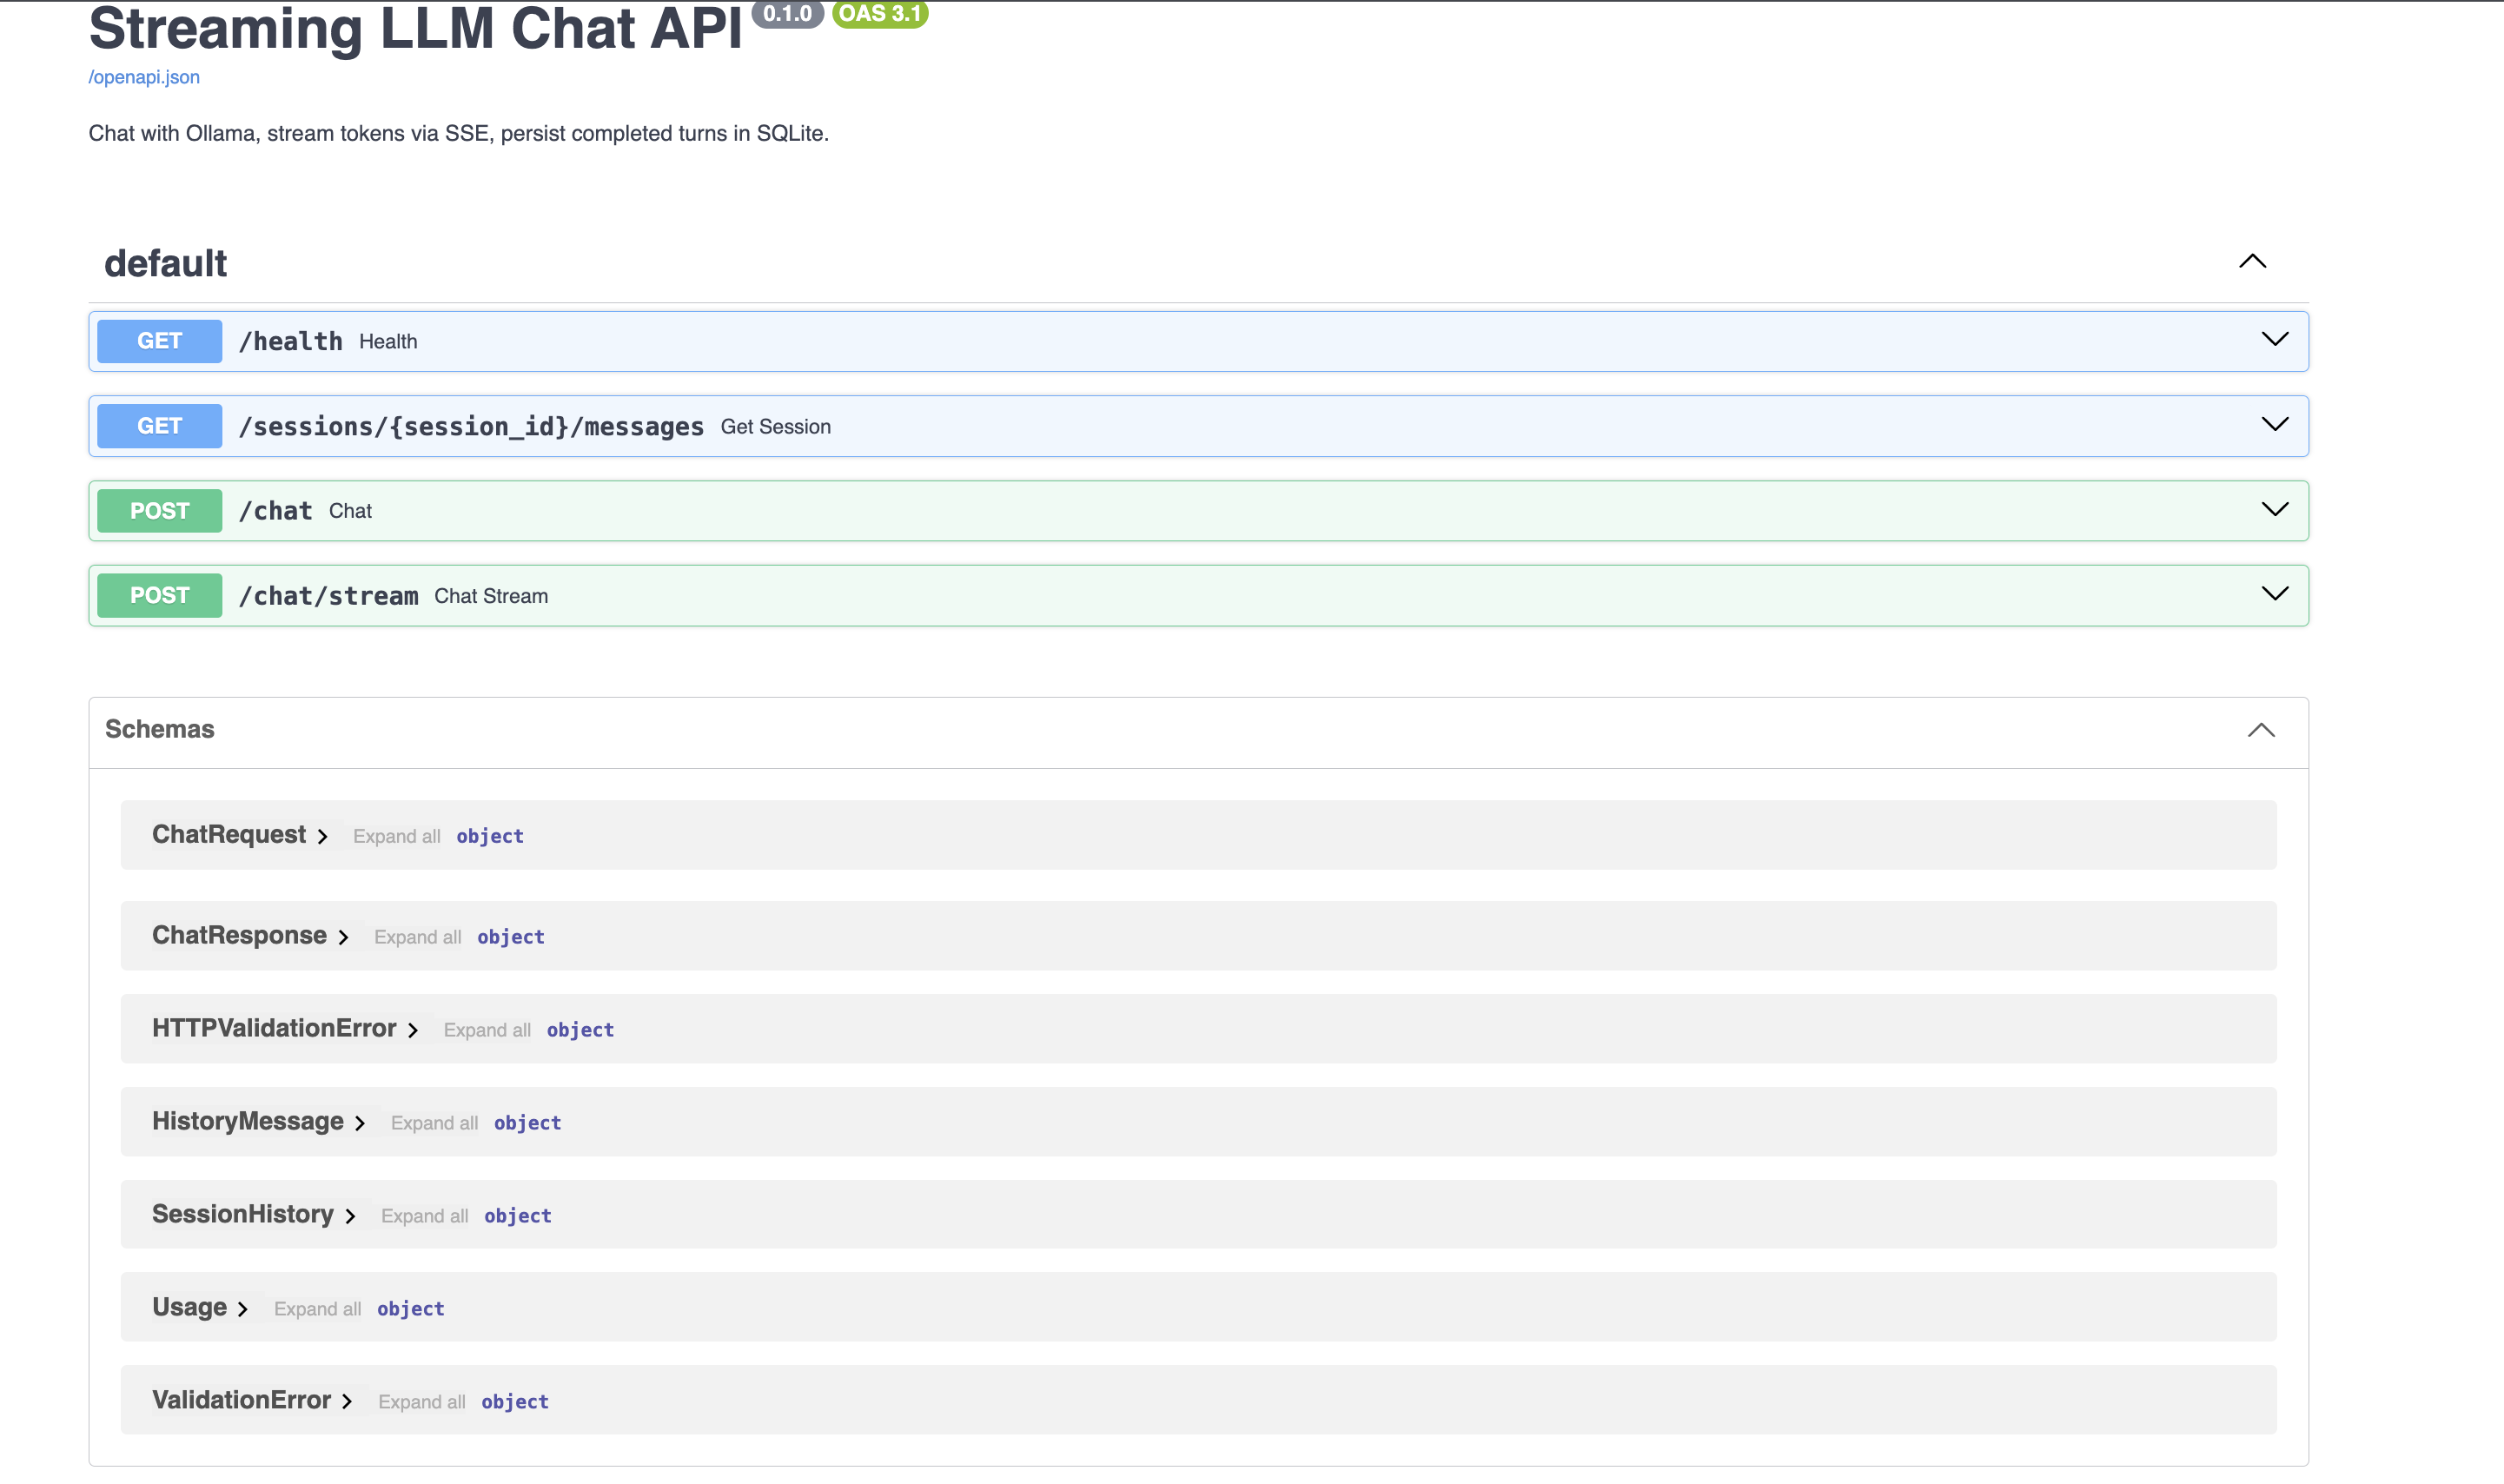 Streaming LLM Chat API 0.1.0 OAS 3.1
/openapi.json
Chat with Ollama, stream tokens via SSE, persist completed turns in SQLite.
default
GET /health Health
GET /sessions/{session_id}/messages Get Session
POST /chat Chat
POST /chat/stream Chat Stream
Schemas
ChatRequest Expand all object
ChatResponse Expand all object
HTTPValidationError Expand all object
HistoryMessage Expand all object
SessionHistory Expand all object
Usage Expand all object
ValidationError Expand all object